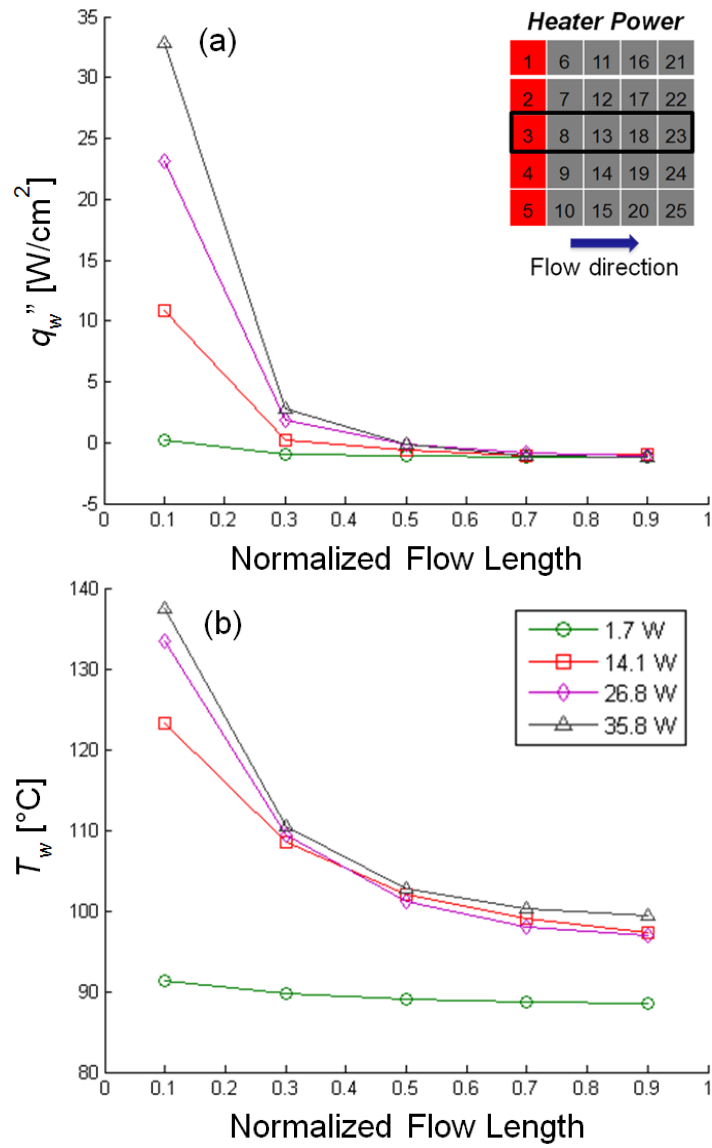 (a)
Heater Power
1 6 11 16 21
2 7 12 17 22
3 8 13 18 23
4 9 14 19 24
5 10 15 20 25
Flow direction
35
30
25
20
15
10
5
0
-5
q_w” [W/cm²]
0 0.1 0.2 0.3 0.4 0.5 0.6 0.7 0.8 0.9 1
Normalized Flow Length
(b)
1.7 W
14.1 W
26.8 W
35.8 W
140
130
120
110
100
90
80
T_w [°C]
0 0.1 0.2 0.3 0.4 0.5 0.6 0.7 0.8 0.9 1
Normalized Flow Length